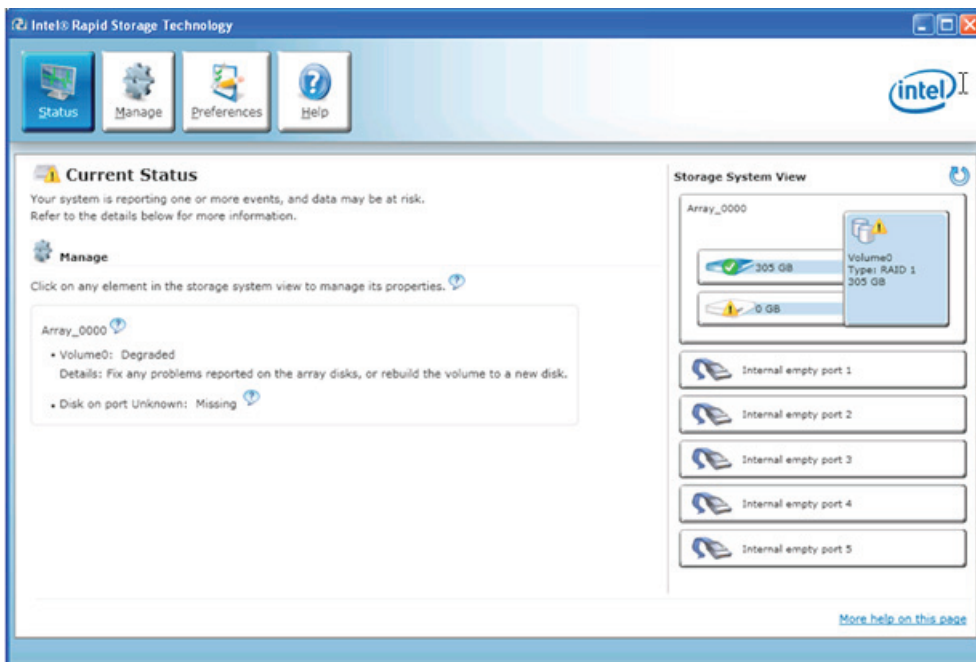 Intel® Rapid Storage Technology
Status
Manage
Preferences
Help
intel
Current Status
Your system is reporting one or more events, and data may be at risk.
Refer to the details below for more information.
Manage
Click on any element in the storage system view to manage its properties.
Array_0000
• Volume0: Degraded
Details: Fix any problems reported on the array disks, or rebuild the volume to a new disk.
• Disk on port Unknown: Missing
Storage System View
Array_0000
305 GB
0 GB
Volume0
Type: RAID 1
305 GB
Internal empty port 1
Internal empty port 2
Internal empty port 3
Internal empty port 4
Internal empty port 5
More help on this page